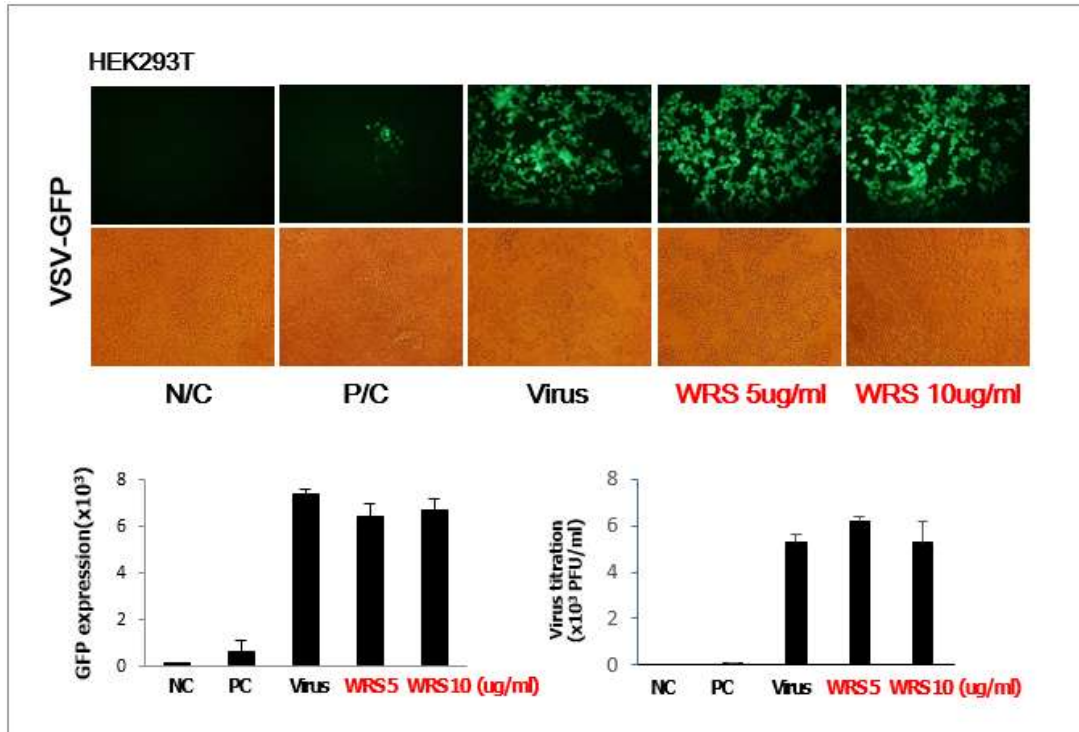 HEK293T
VSV-GFP
N/C P/C Virus WRS 5ug/ml WRS 10ug/ml
GFP expression(x10³)
8
6
4
2
0
NC PC Virus WRS5 WRS10 (ug/ml)
Virus titration
(x10³ PFU/ml)
8
6
4
2
0
NC PC Virus WRS5 WRS10 (ug/ml)